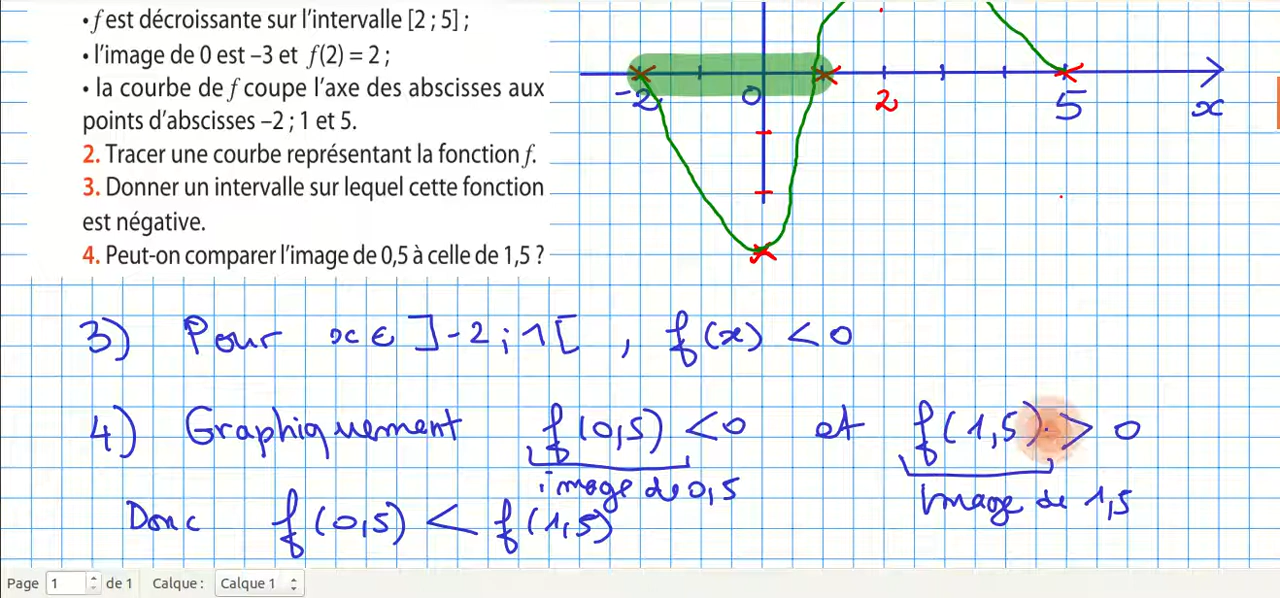 •f est décroissante sur l'intervalle [2 ; 5] ;
• l'image de 0 est –3 et f(2) = 2 ;
• la courbe de f coupe l'axe des abscisses aux
points d'abscisses –2 ; 1 et 5.
2. Tracer une courbe représentant la fonction f.
3. Donner un intervalle sur lequel cette fonction
est négative.
4. Peut-on comparer l'image de 0,5 à celle de 1,5 ?
-2 0 2 5 x
3) Pour x ∈ ]-2 ; 1[ , f(x) < 0
4) Graphiquement f(0,5) < 0 et f(1,5) > 0
image de 0,5 Image de 1,5
Donc f(0,5) < f(1,5)
Page 1 de 1 Calque : Calque 1